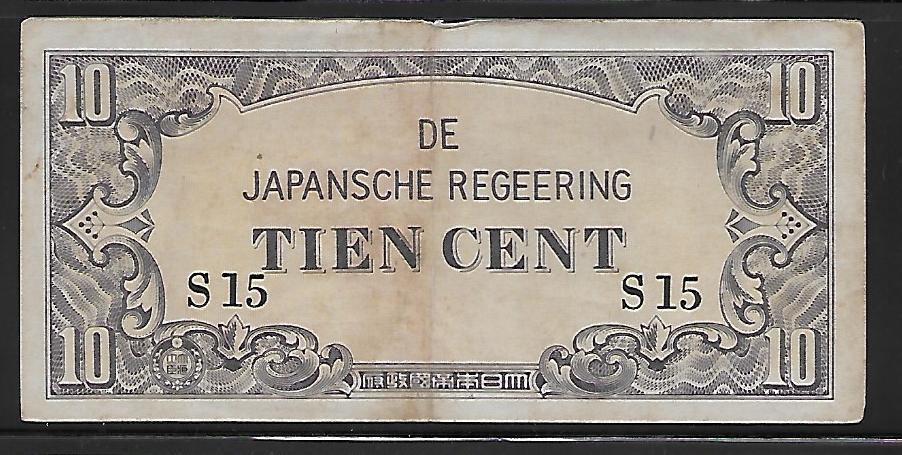 10 10
DE
JAPANSCHE REGEERING
TIEN CENT
S 15 S 15
10 10
府政國帝本日大